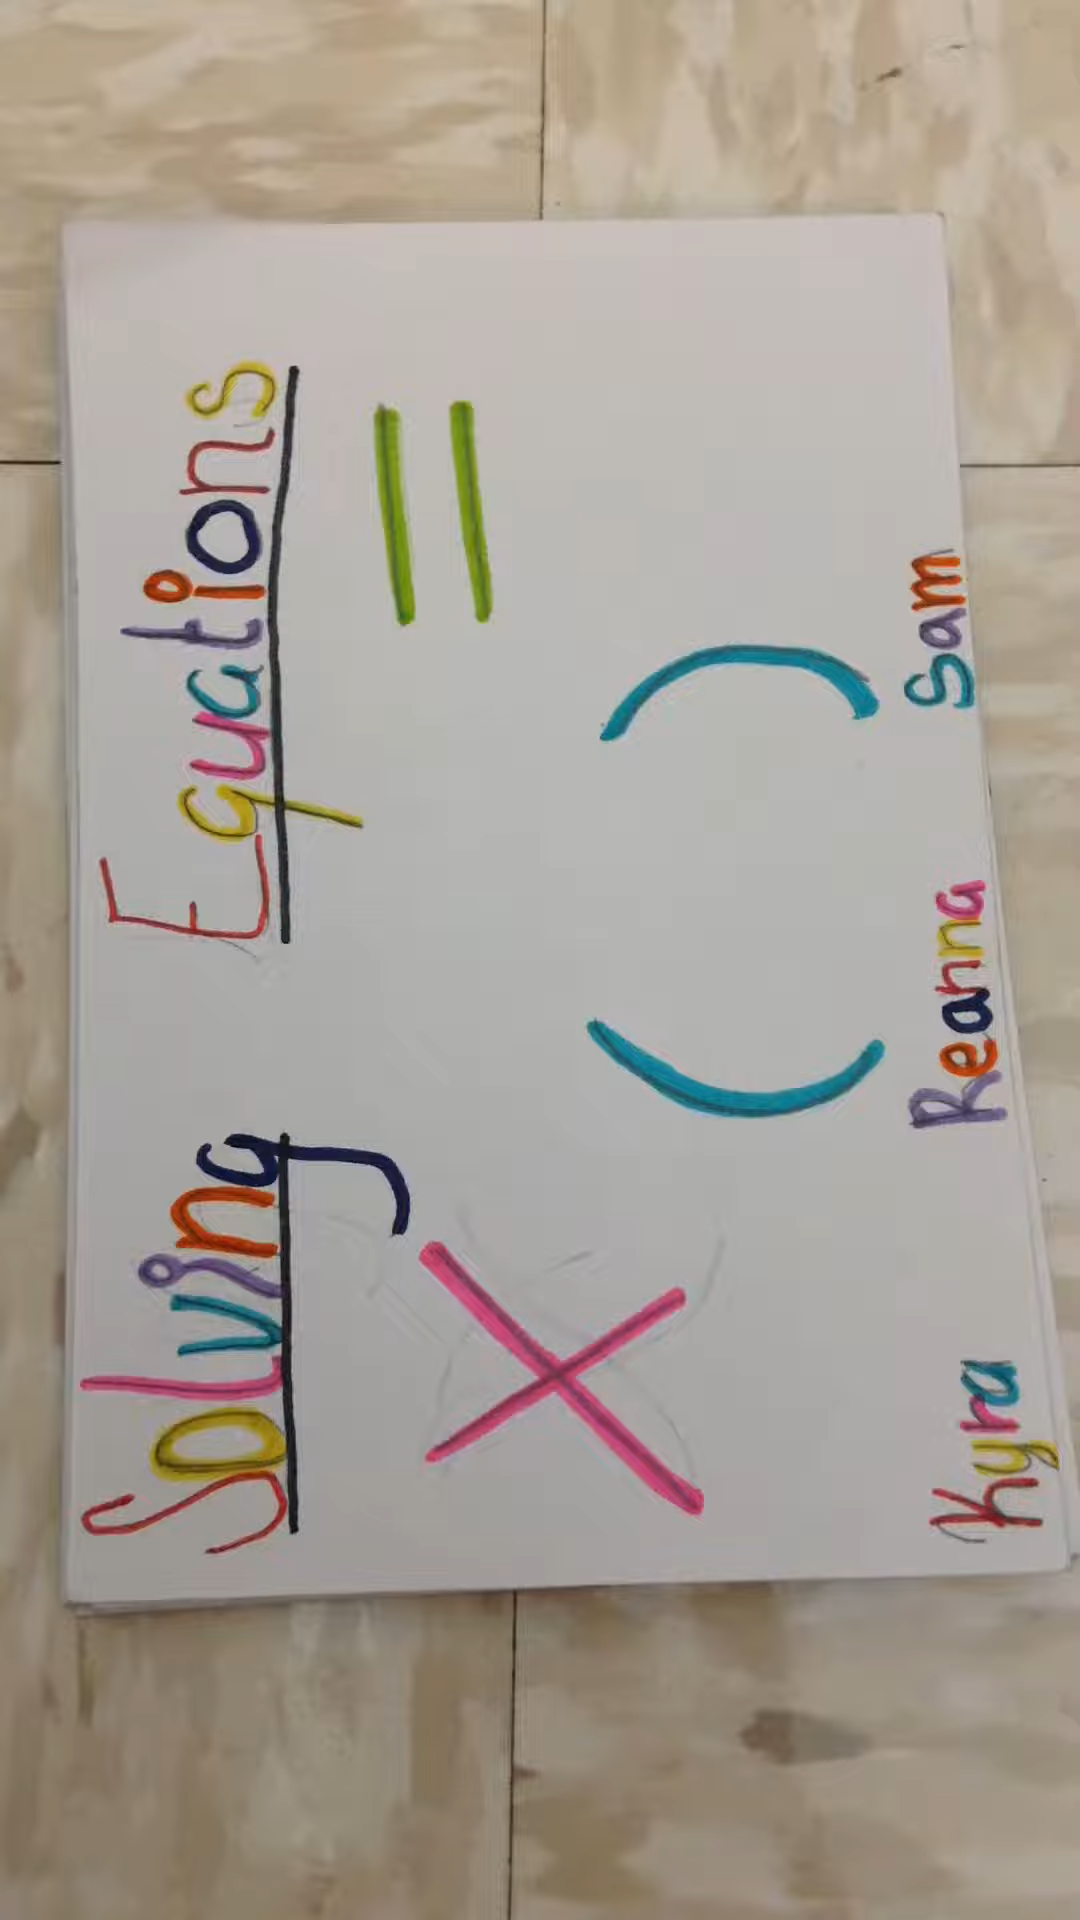 Solving Equations
x =
( )
Kyra Reanna Sam